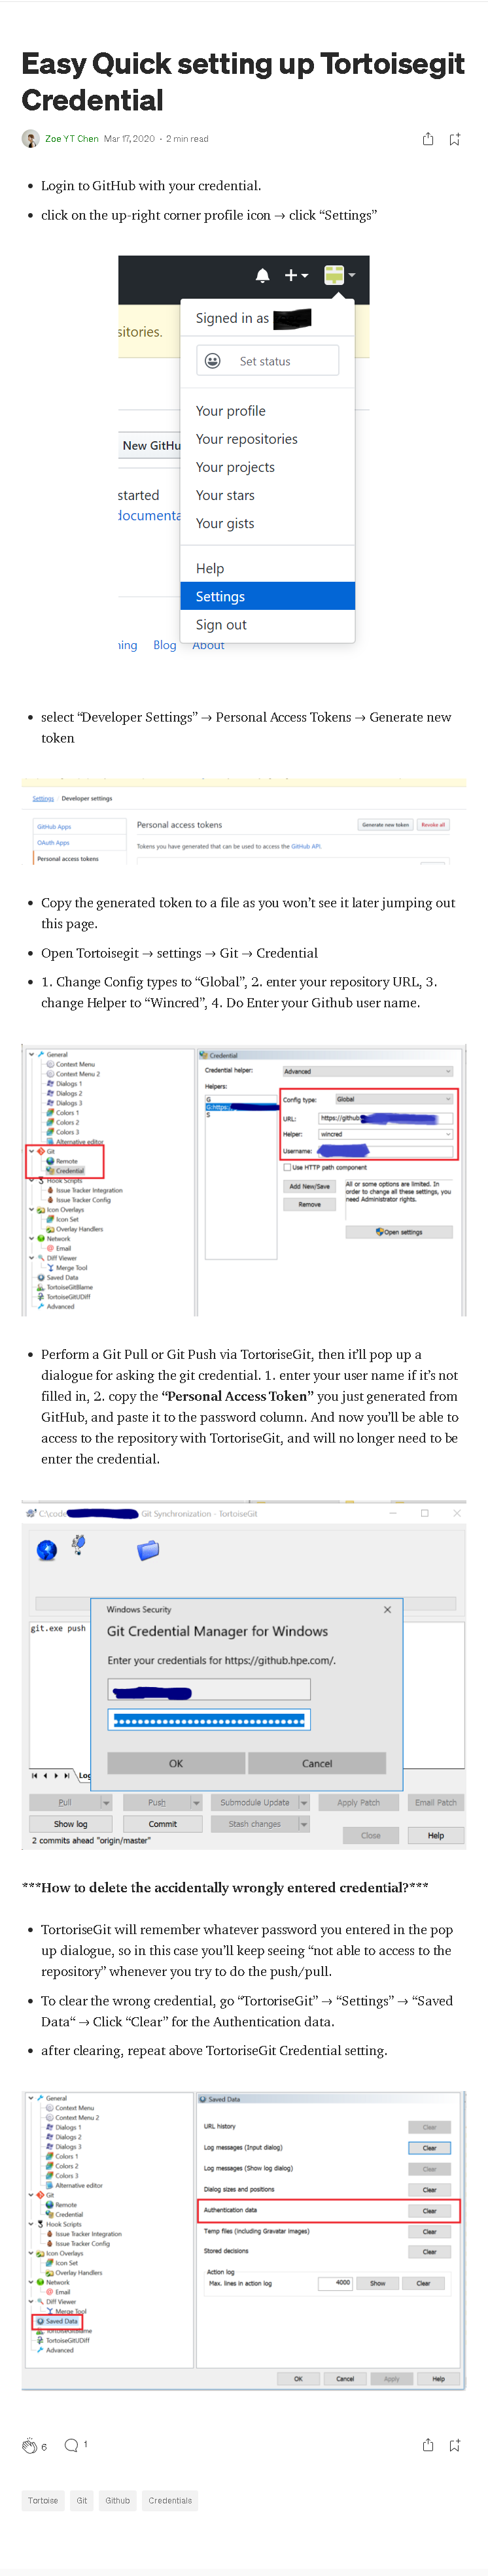 Easy Quick setting up Tortoisegit
Credential
Zoe YT Chen Mar 17, 2020 · 2 min read
• Login to GitHub with your credential.
• click on the up-right corner profile icon → click “Settings”
Signed in as
sitories.
Set status
Your profile
Your repositories
New GitHu
Your projects
started
Your stars
documenta
Your gists
Help
Settings
Sign out
ning Blog About
• select “Developer Settings” → Personal Access Tokens → Generate new
token
Settings Developer settings
GitHub Apps
Personal access tokens
Generate new token Revoke all
OAuth Apps
Tokens you have generated that can be used to access the GitHub API.
Personal access tokens
• Copy the generated token to a file as you won’t see it later jumping out
this page.
• Open Tortoisegit → settings → Git → Credential
• 1. Change Config types to “Global”, 2. enter your repository URL, 3.
change Helper to “Wincred”, 4. Do Enter your Github user name.
General
Context Menu
Context Menu 2
Dialogs 1
Dialogs 2
Dialogs 3
Colors 1
Colors 2
Colors 3
Alternative editor
Git
Remote
Credential
Hook Scripts
Issue Tracker Integration
Issue Tracker Config
Icon Overlays
Icon Set
Overlay Handlers
Network
Email
Diff Viewer
Merge Tool
Saved Data
TortoiseGitBlame
TortoiseGitUDiff
Advanced
Credential
Credential helper: Advanced
Helpers:
G
G:https:
S
Config type: Global
URL: https://github
Helper: wincred
Username:
Use HTTP path component
Add New/Save
Remove
All or some options are limited. In
order to change all these settings, you
need Administrator rights.
Open settings
• Perform a Git Pull or Git Push via TortoriseGit, then it’ll pop up a
dialogue for asking the git credential. 1. enter your user name if it’s not
filled in, 2. copy the “Personal Access Token” you just generated from
GitHub, and paste it to the password column. And now you’ll be able to
access to the repository with TortoriseGit, and will no longer need to be
enter the credential.
C:\code Git Synchronization - TortoiseGit
git.exe push
Windows Security
Git Credential Manager for Windows
Enter your credentials for https://github.hpe.com/.
OK Cancel
Log
Pull Push Submodule Update Apply Patch Email Patch
Show log Commit Stash changes
Close Help
2 commits ahead "origin/master"
***How to delete the accidentally wrongly entered credential?***
• TortoriseGit will remember whatever password you entered in the pop
up dialogue, so in this case you’ll keep seeing “not able to access to the
repository” whenever you try to do the push/pull.
• To clear the wrong credential, go “TortoriseGit” → “Settings” → “Saved
Data“ → Click “Clear” for the Authentication data.
• after clearing, repeat above TortoriseGit Credential setting.
General
Context Menu
Context Menu 2
Dialogs 1
Dialogs 2
Dialogs 3
Colors 1
Colors 2
Colors 3
Alternative editor
Git
Remote
Credential
Hook Scripts
Issue Tracker Integration
Issue Tracker Config
Icon Overlays
Icon Set
Overlay Handlers
Network
Email
Diff Viewer
Merge Tool
Saved Data
TortoiseGitBlame
TortoiseGitUDiff
Advanced
Saved Data
URL history Clear
Log messages (Input dialog) Clear
Log messages (Show log dialog) Clear
Dialog sizes and positions Clear
Authentication data Clear
Temp files (including Gravatar images) Clear
Stored decisions Clear
Action log
Max. lines in action log 4000 Show Clear
OK Cancel Apply Help
6 1
Tortoise Git Github Credentials